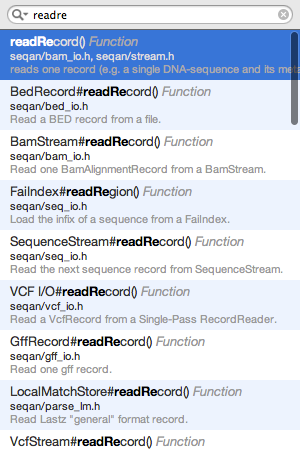 readre
readRecord() Function
seqan/bam_io.h, seqan/stream.h
reads one record (e.g. a single DNA-sequence and its meta
BedRecord#readRecord() Function
seqan/bed_io.h
Read a BED record from a file.
BamStream#readRecord() Function
seqan/bam_io.h
Read one BamAlignmentRecord from a BamStream.
FaiIndex#readRegion() Function
seqan/seq_io.h
Load the infix of a sequence from a FaiIndex.
SequenceStream#readRecord() Function
seqan/seq_io.h
Read the next sequence record from SequenceStream.
VCF I/O#readRecord() Function
seqan/vcf_io.h
Read a VcfRecord from a Single-Pass RecordReader.
GffRecord#readRecord() Function
seqan/gff_io.h
Read one gff record.
LocalMatchStore#readRecord() Function
seqan/parse_lm.h
Read Lastz "general" format record.
VcfStream#readRecord() Function